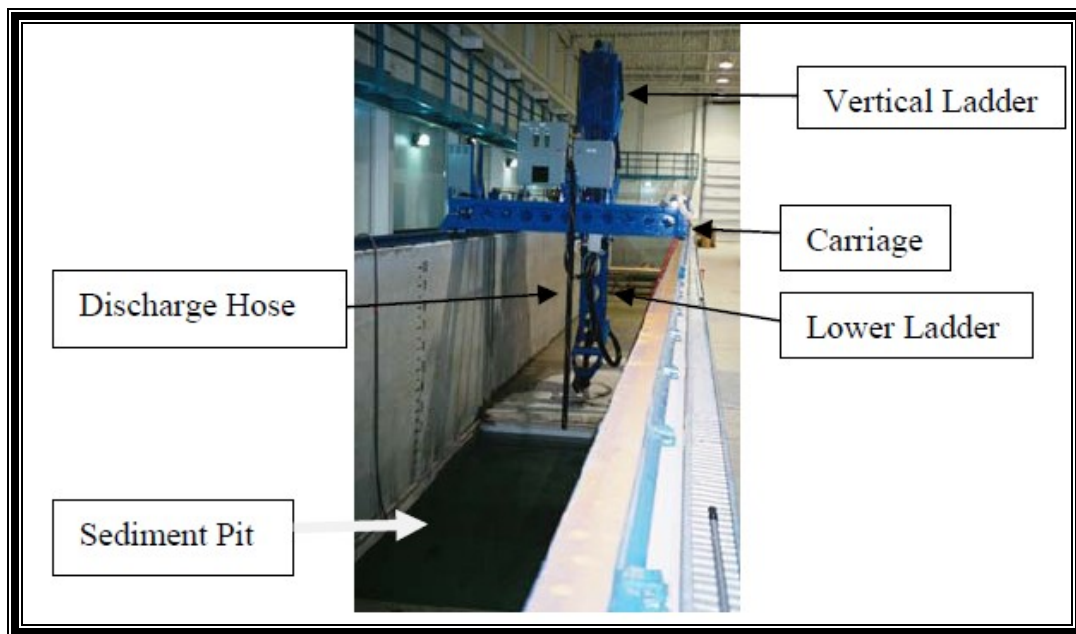 Vertical Ladder
Carriage
Discharge Hose
Lower Ladder
Sediment Pit